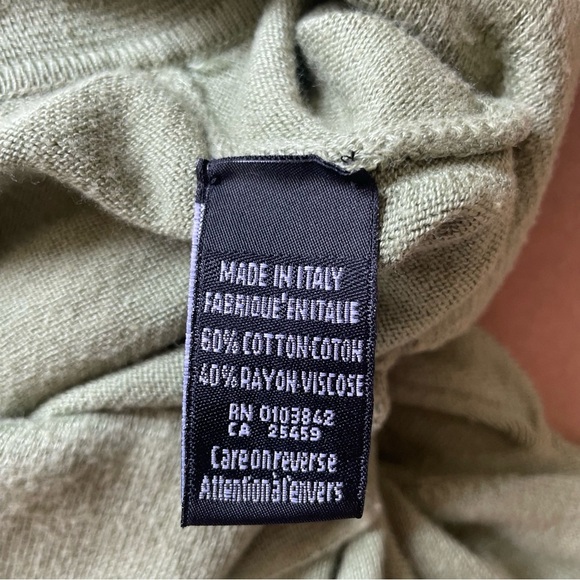 MADE IN ITALY
FABRIQUE'EN ITALIE
60% COTTON·COTON
40% RAYON·VISCOSE
RN 0103842
CA 25459
Care on reverse
Attention à l'envers